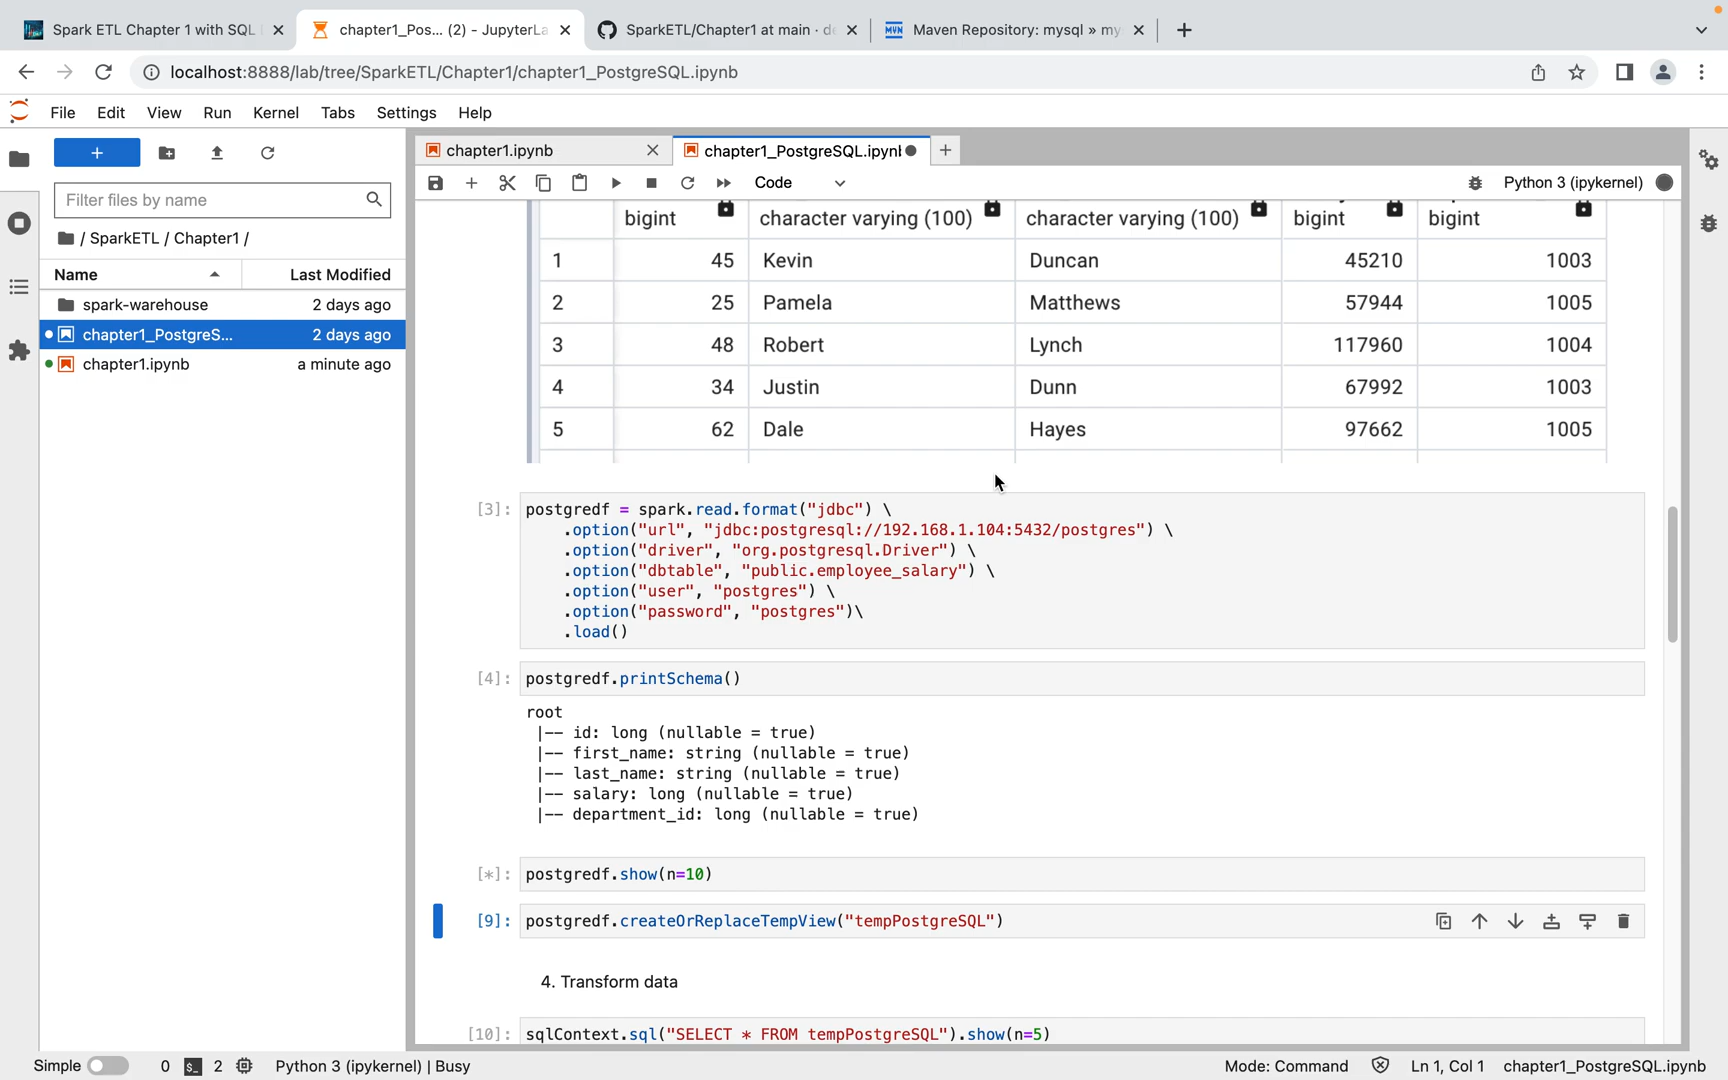 Spark ETL Chapter 1 with SQL
chapter1_Pos... (2) - JupyterLa
SparkETL/Chapter1 at main · de
MVN Maven Repository: mysql » my
localhost:8888/lab/tree/SparkETL/Chapter1/chapter1_PostgreSQL.ipynb
File Edit View Run Kernel Tabs Settings Help
chapter1.ipynb
chapter1_PostgreSQL.ipynb
Filter files by name
Code
Python 3 (ipykernel)
/ SparkETL / Chapter1 /
Name Last Modified
spark-warehouse 2 days ago
chapter1_PostgreS... 2 days ago
chapter1.ipynb a minute ago
bigint character varying (100) character varying (100) bigint bigint
1 45 Kevin Duncan 45210 1003
2 25 Pamela Matthews 57944 1005
3 48 Robert Lynch 117960 1004
4 34 Justin Dunn 67992 1003
5 62 Dale Hayes 97662 1005
[3]: postgredf = spark.read.format("jdbc") \
.option("url", "jdbc:postgresql://192.168.1.104:5432/postgres") \
.option("driver", "org.postgresql.Driver") \
.option("dbtable", "public.employee_salary") \
.option("user", "postgres") \
.option("password", "postgres")\
.load()
[4]: postgredf.printSchema()
root
|-- id: long (nullable = true)
|-- first_name: string (nullable = true)
|-- last_name: string (nullable = true)
|-- salary: long (nullable = true)
|-- department_id: long (nullable = true)
[*]: postgredf.show(n=10)
[9]: postgredf.createOrReplaceTempView("tempPostgreSQL")
4. Transform data
[10]: sqlContext.sql("SELECT * FROM tempPostgreSQL").show(n=5)
Simple 0 2 Python 3 (ipykernel) | Busy Mode: Command Ln 1, Col 1 chapter1_PostgreSQL.ipynb